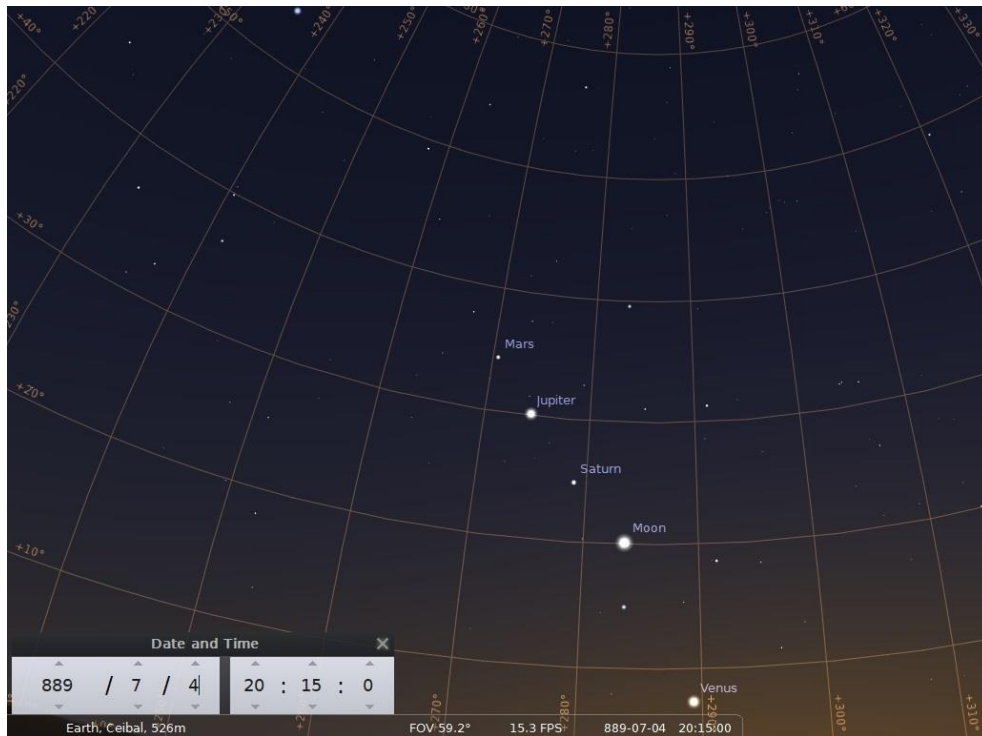 +40°
+220°
+230°
+240°
+250°
+260°
+270°
+280°
+290°
+300°
+310°
+320°
+330°
+220°
+30°
+20°
Mars
Jupiter
Saturn
Moon
+10°
Venus
Date and Time
889 / 7 / 4 20 : 15 : 0
+270°
+280°
+290°
+300°
+310°
Earth, Ceibal, 526m FOV 59.2° 15.3 FPS 889-07-04 20:15:00